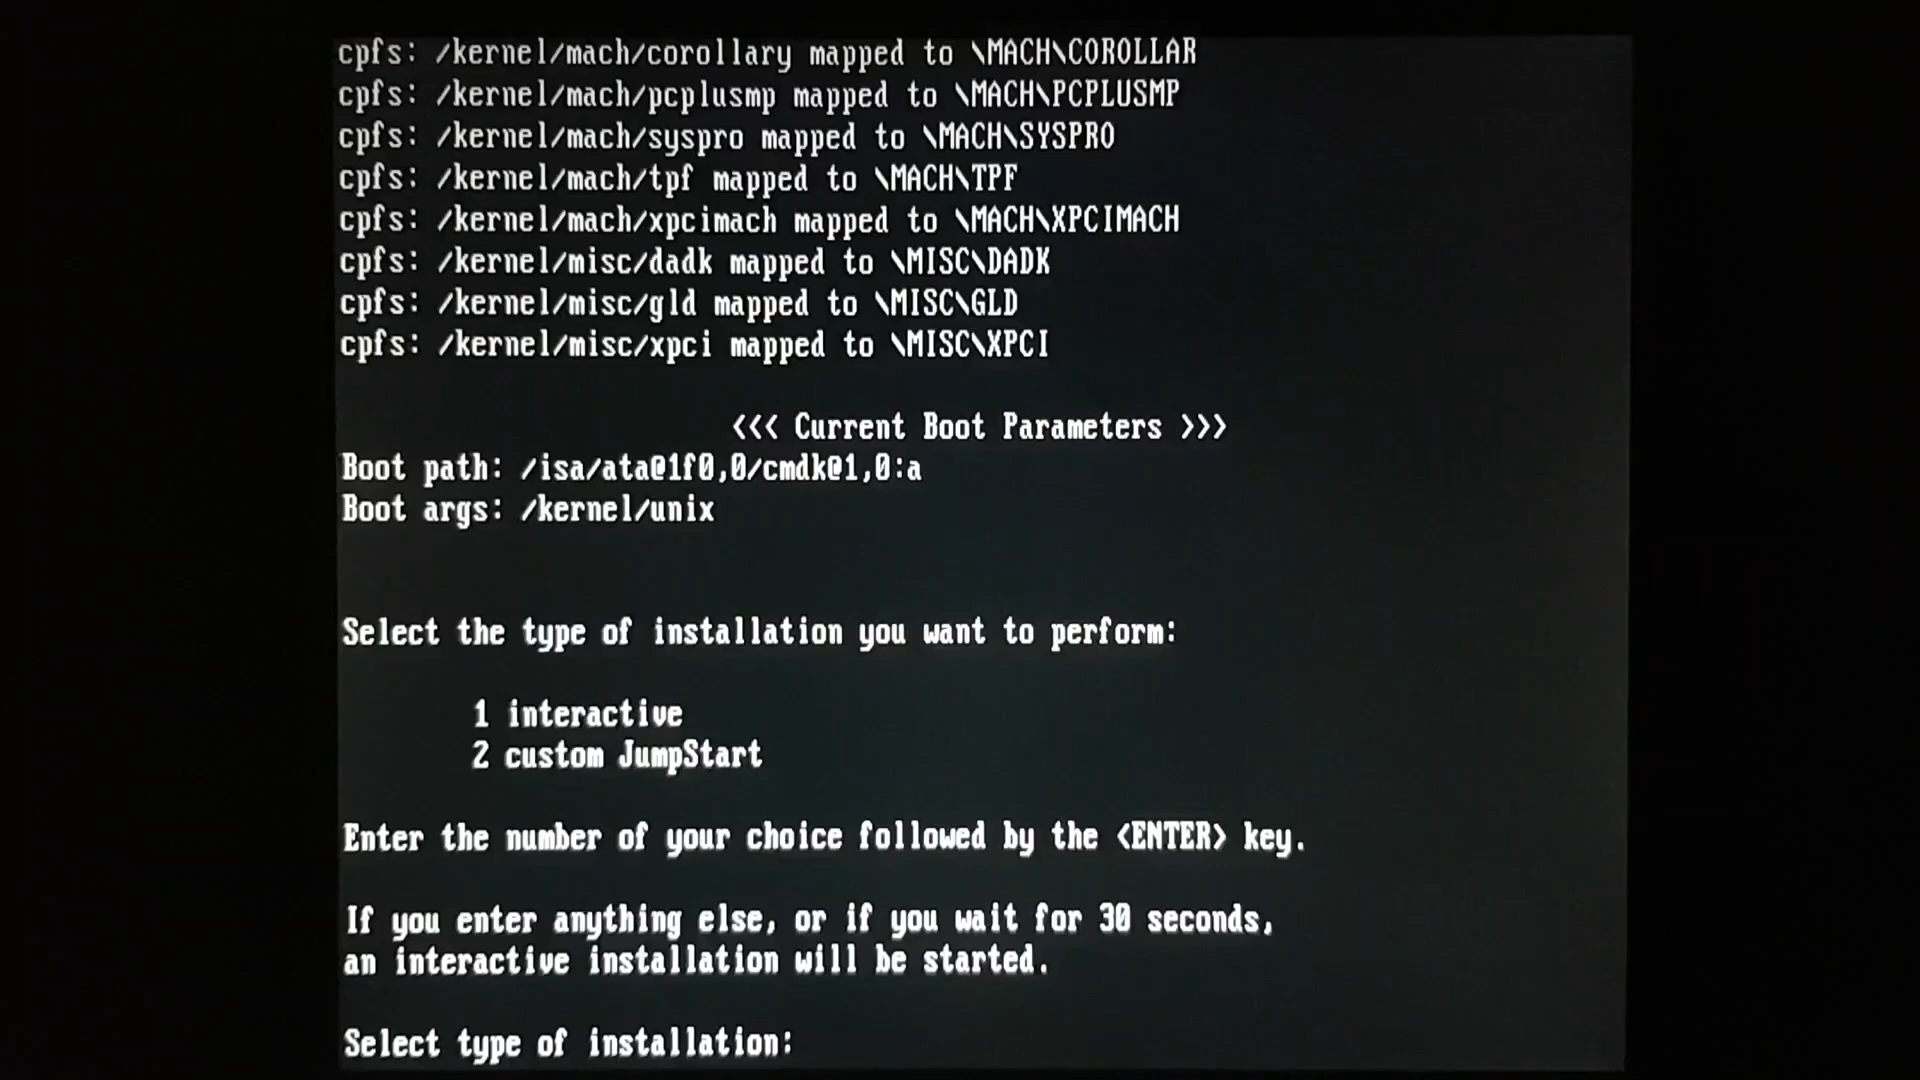 cpfs: /kernel/mach/corollary mapped to \MACH\COROLLAR
cpfs: /kernel/mach/pcplusmp mapped to \MACH\PCPLUSMP
cpfs: /kernel/mach/syspro mapped to \MACH\SYSPRO
cpfs: /kernel/mach/tpf mapped to \MACH\TPF
cpfs: /kernel/mach/xpcimach mapped to \MACH\XPCIMACH
cpfs: /kernel/misc/dadk mapped to \MISC\DADK
cpfs: /kernel/misc/gld mapped to \MISC\GLD
cpfs: /kernel/misc/xpci mapped to \MISC\XPCI
<<< Current Boot Parameters >>>
Boot path: /isa/ata@1f0,0/cmdk@1,0:a
Boot args: /kernel/unix
Select the type of installation you want to perform:
1 interactive
2 custom JumpStart
Enter the number of your choice followed by the <ENTER> key.
If you enter anything else, or if you wait for 30 seconds,
an interactive installation will be started.
Select type of installation: